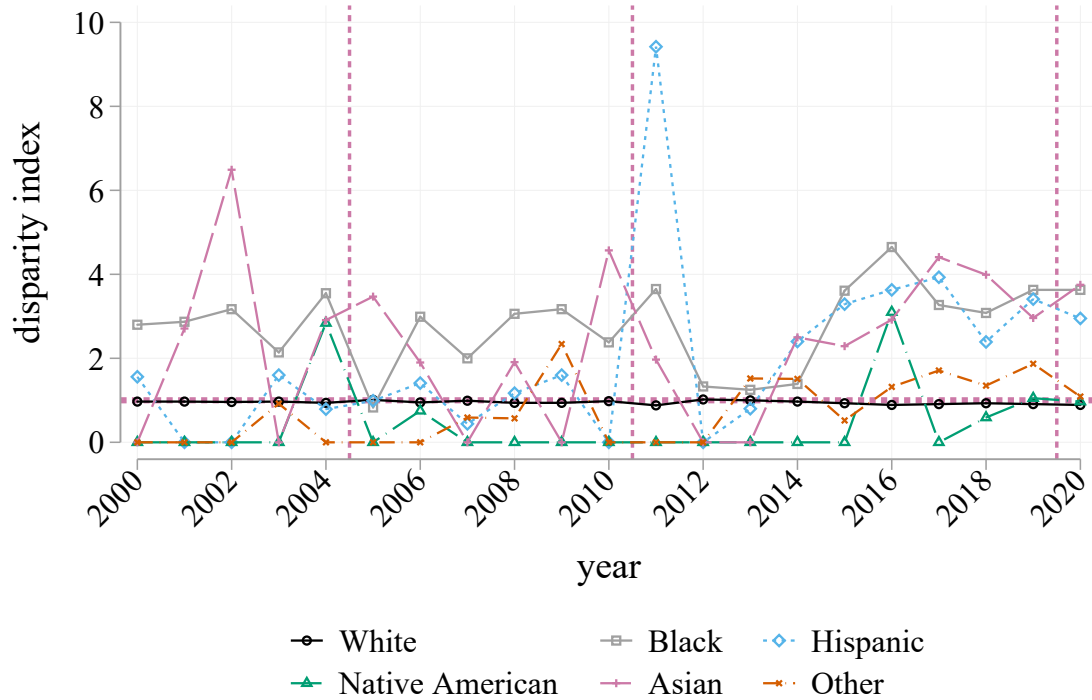 10
8
6
4
2
0
disparity index
2000 2002 2004 2006 2008 2010 2012 2014 2016 2018 2020
year
White Black Hispanic
Native American Asian Other